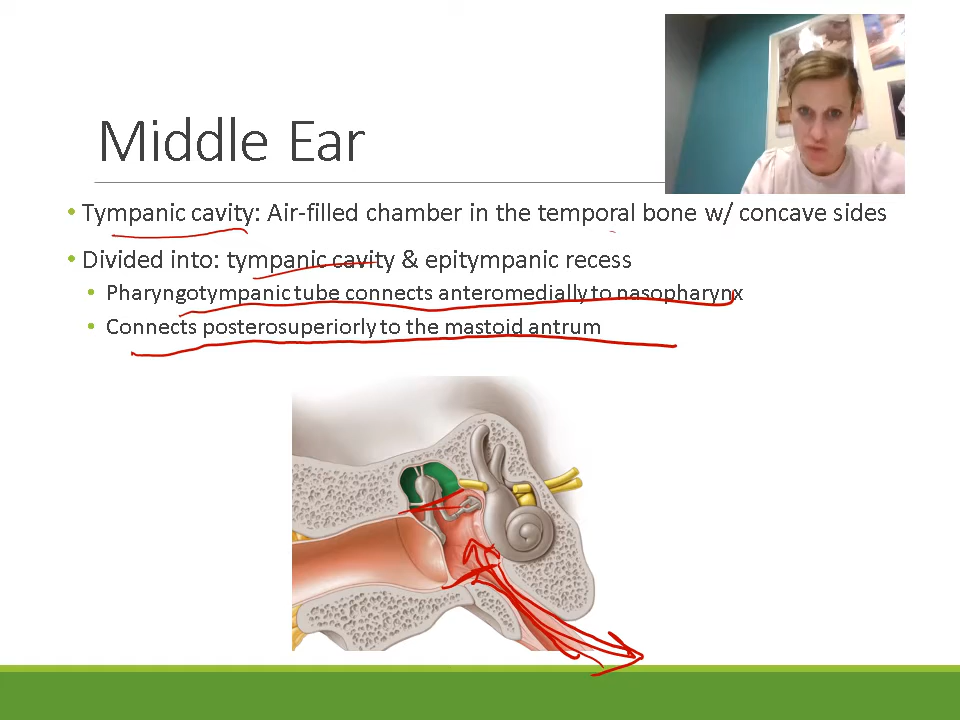 Middle Ear
• Tympanic cavity: Air-filled chamber in the temporal bone w/ concave sides
• Divided into: tympanic cavity & epitympanic recess
• Pharyngotympanic tube connects anteromedially to nasopharynx
• Connects posterosuperiorly to the mastoid antrum